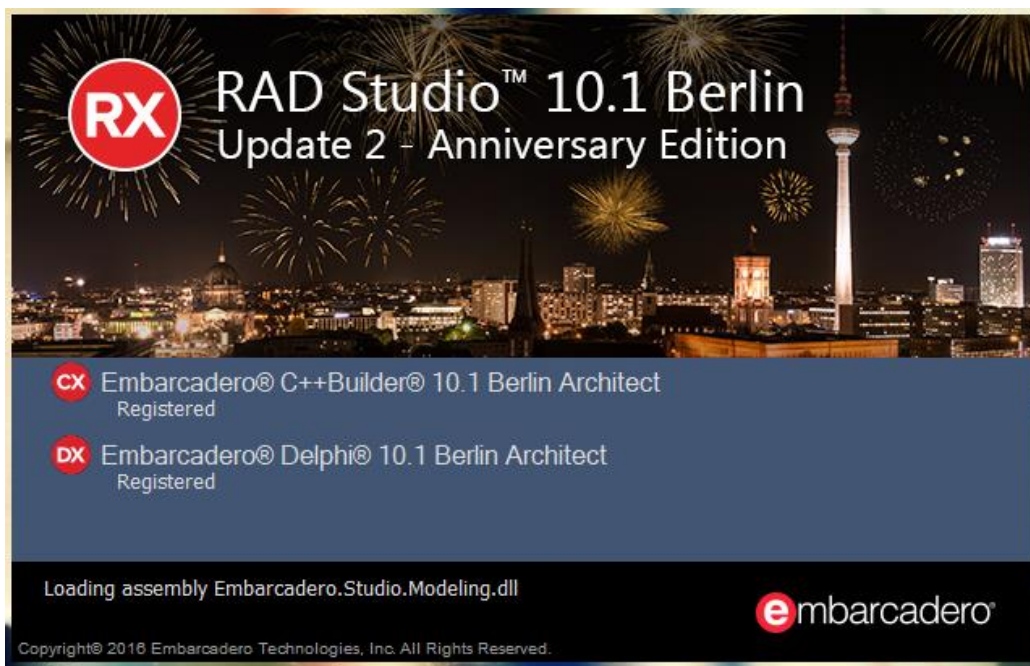 RX
RAD Studio™ 10.1 Berlin
Update 2 - Anniversary Edition
CX Embarcadero® C++Builder® 10.1 Berlin Architect
Registered
DX Embarcadero® Delphi® 10.1 Berlin Architect
Registered
Loading assembly Embarcadero.Studio.Modeling.dll
embarcadero®
Copyright© 2016 Embarcadero Technologies, Inc. All Rights Reserved.